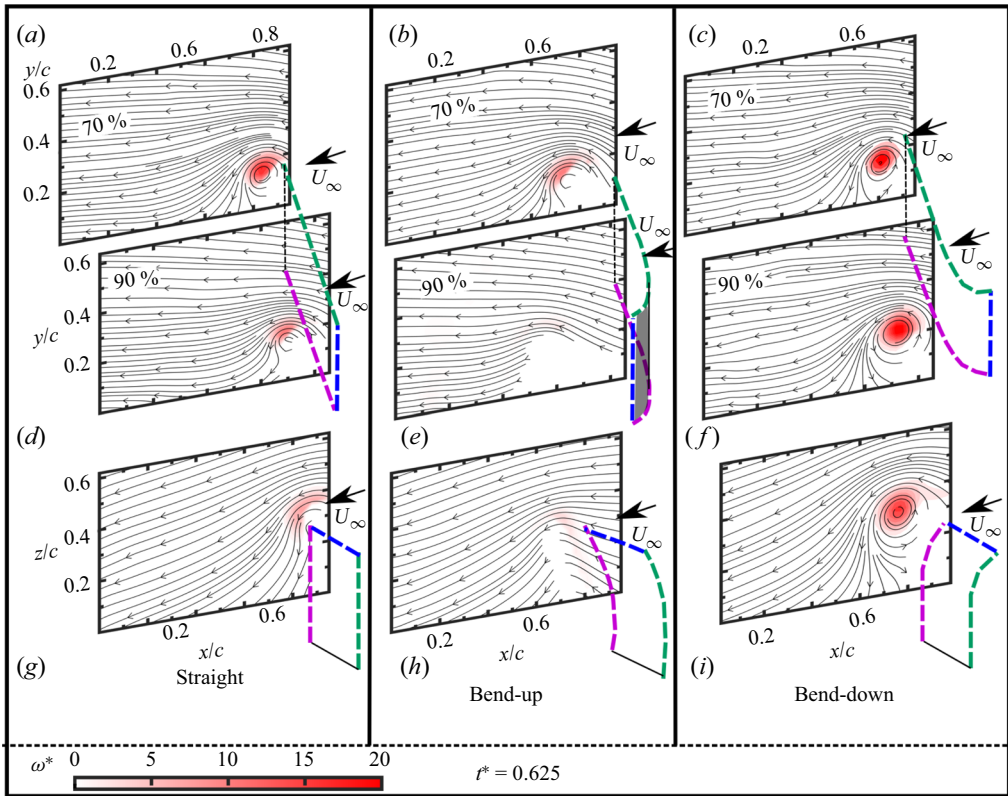 (a)
(b)
(c)
0.2
0.6
0.8
0.2
0.6
0.2
0.6
y/c
0.6
0.4
0.2
70 %
70 %
70 %
U∞
U∞
U∞
0.6
0.4
0.2
y/c
90 %
90 %
90 %
U∞
U∞
U∞
(d)
(e)
(f)
0.6
0.4
0.2
z/c
U∞
U∞
U∞
0.2
0.6
0.2
0.6
0.2
0.6
x/c
x/c
x/c
(g)
(h)
(i)
Straight
Bend-up
Bend-down
ω*
0 5 10 15 20
t* = 0.625